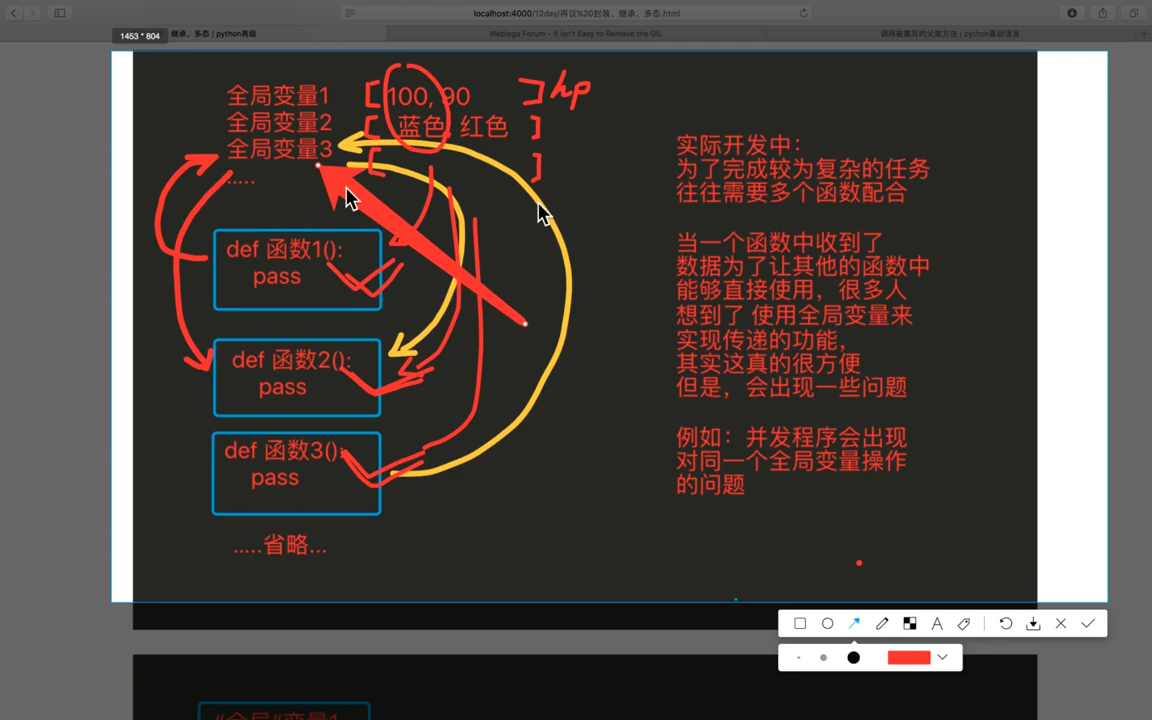 localhost:4000/12day/再议%20封装、继承、多态.html
继承、多态 | python高级
Weblogs Forum - It isn't Easy to Remove the GIL
调用被重写的父类方法 | python基础语言
1453 * 804
全局变量1 [ 100, 90 ] hp
全局变量2 [ 蓝色, 红色 ]
全局变量3 [ ]
.....
def 函数1():
pass
def 函数2():
pass
def 函数3():
pass
.....省略...
实际开发中：
为了完成较为复杂的任务
往往需要多个函数配合
当一个函数中收到了
数据为了让其他的函数中
能够直接使用，很多人
想到了 使用全局变量来
实现传递的功能，
其实这真的很方便
但是，会出现一些问题
例如：并发程序会出现
对同一个全局变量操作
的问题
A
"全局"变量1